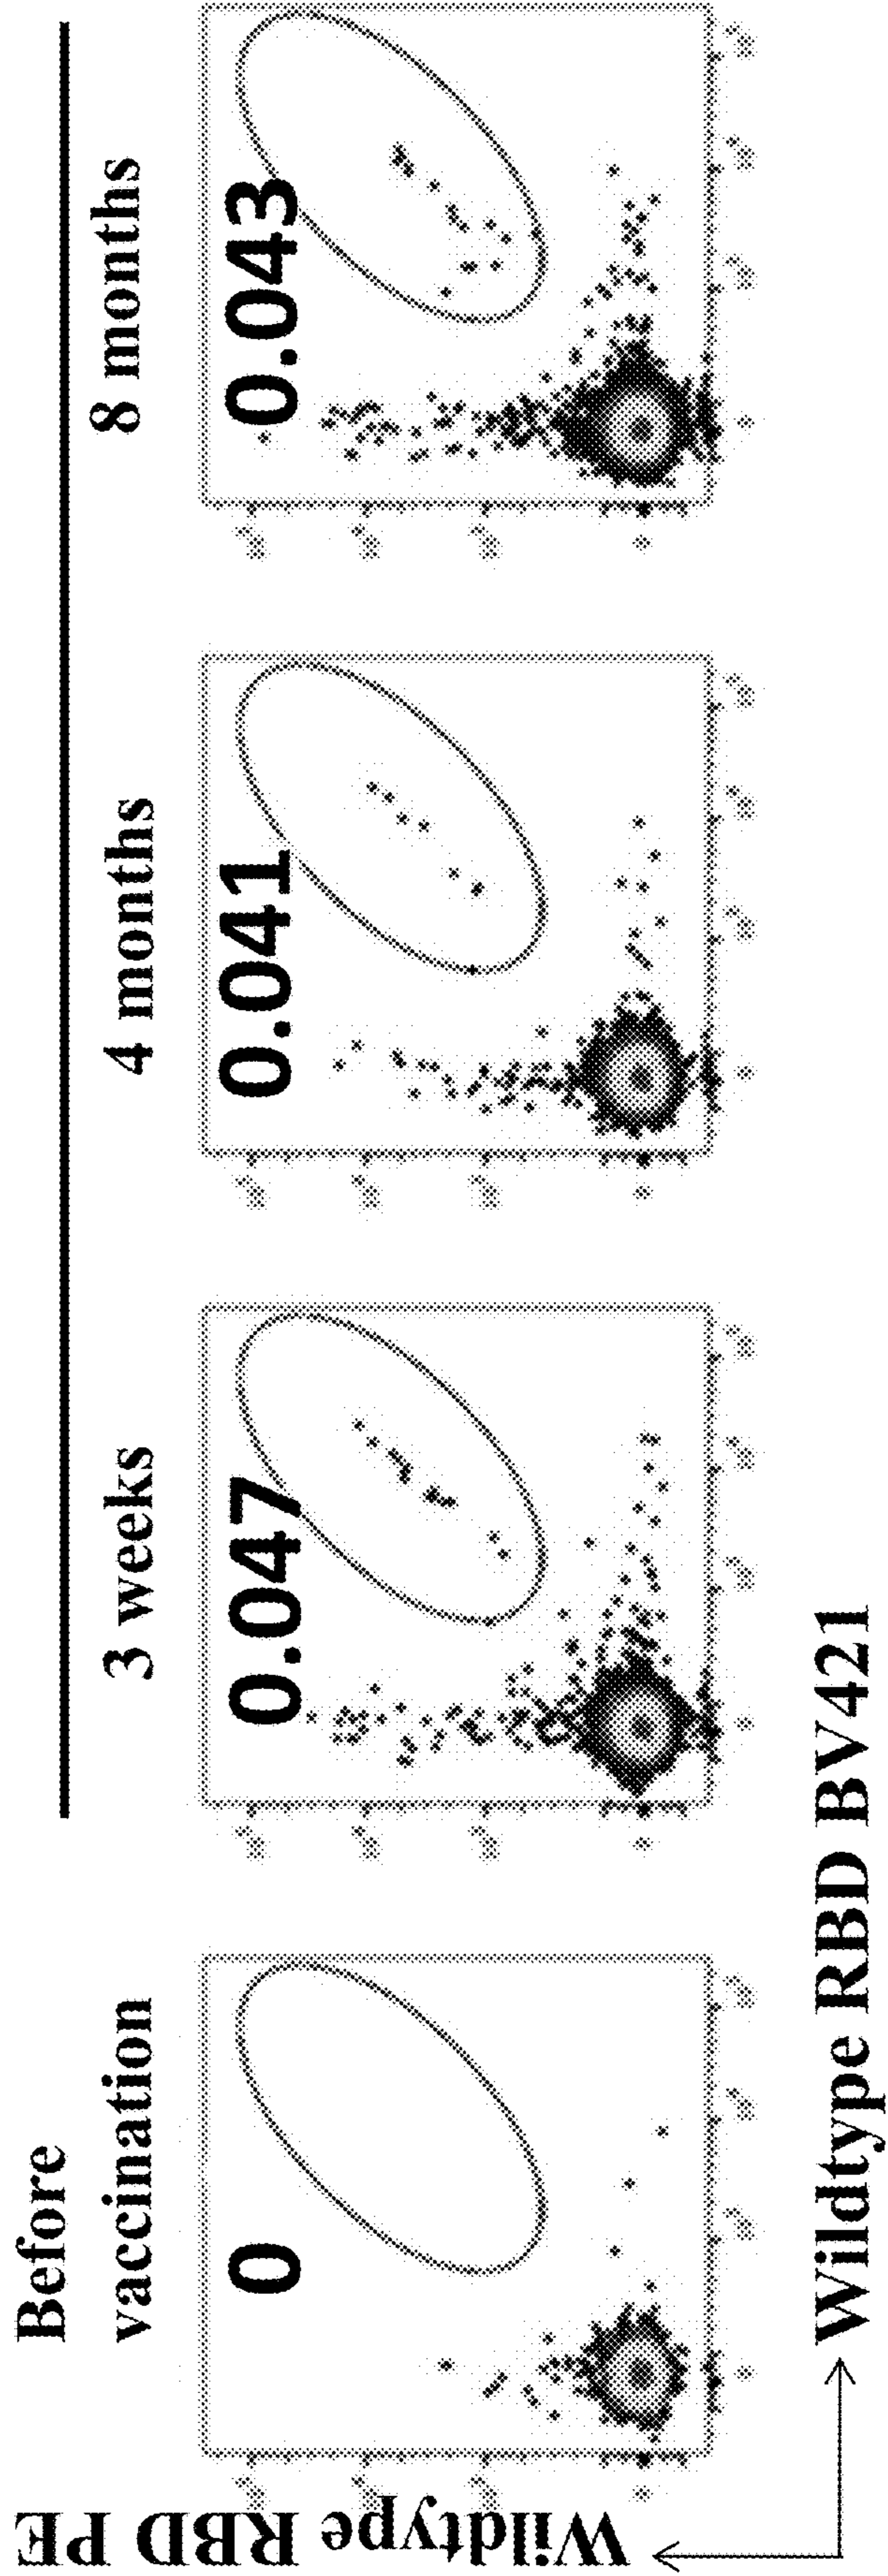 Before
vaccination
3 weeks
4 months
8 months
0
0.047
0.041
0.043
Wildtype RBD PE
Wildtype RBD BV421